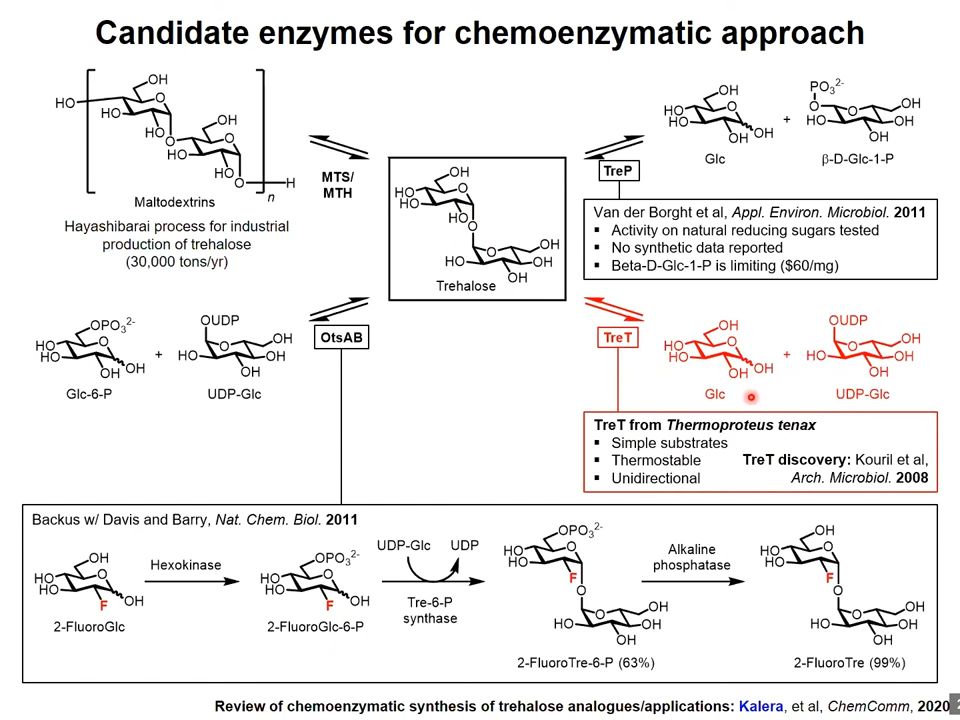 Candidate enzymes for chemoenzymatic approach
HO
OH
O
HO
HO
O
OH
O
HO
HO
O
H
n
Maltodextrins
Hayashibarai process for industrial
production of trehalose
(30,000 tons/yr)
MTS/
MTH
OH
HO
HO
O
HO
O
O
OH
HO
OH
OH
Trehalose
OH
HO
HO
O
OH
OH
+
PO₃²⁻
O
HO
O
OH
OH
OH
Glc
β-D-Glc-1-P
TreP
Van der Borght et al, Appl. Environ. Microbiol. 2011
▪ Activity on natural reducing sugars tested
▪ No synthetic data reported
▪ Beta-D-Glc-1-P is limiting ($60/mg)
OPO₃²⁻
HO
HO
O
OH
OH
+
OUDP
HO
O
OH
OH
OH
Glc-6-P
UDP-Glc
OtsAB
TreT
OH
HO
HO
O
OH
OH
+
OUDP
HO
O
OH
OH
OH
Glc
UDP-Glc
TreT from Thermoproteus tenax
▪ Simple substrates
▪ Thermostable
▪ Unidirectional
TreT discovery: Kouril et al,
Arch. Microbiol. 2008
Backus w/ Davis and Barry, Nat. Chem. Biol. 2011
OH
HO
HO
O
F
OH
2-FluoroGlc
Hexokinase
OPO₃²⁻
HO
HO
O
F
OH
2-FluoroGlc-6-P
UDP-Glc UDP
Tre-6-P
synthase
OPO₃²⁻
HO
HO
O
F
O
O
OH
HO
OH
OH
2-FluoroTre-6-P (63%)
Alkaline
phosphatase
OH
HO
HO
O
F
O
O
OH
HO
OH
OH
2-FluoroTre (99%)
Review of chemoenzymatic synthesis of trehalose analogues/applications: Kalera, et al, ChemComm, 2020